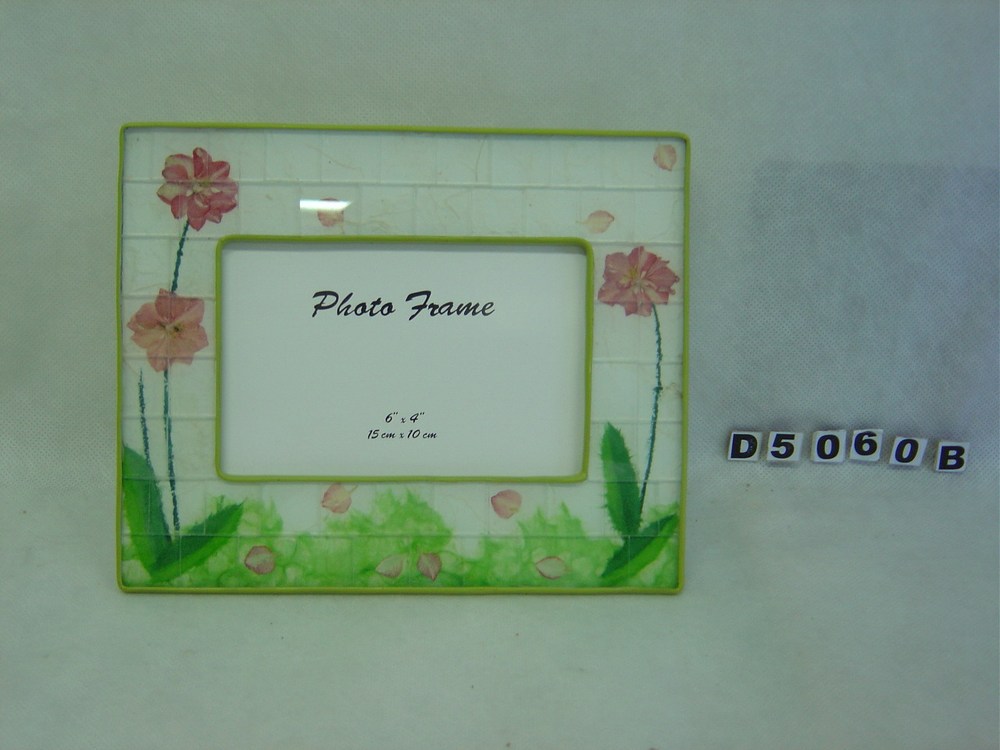 Photo Frame
6" x 4"
15 cm x 10 cm
D5060B